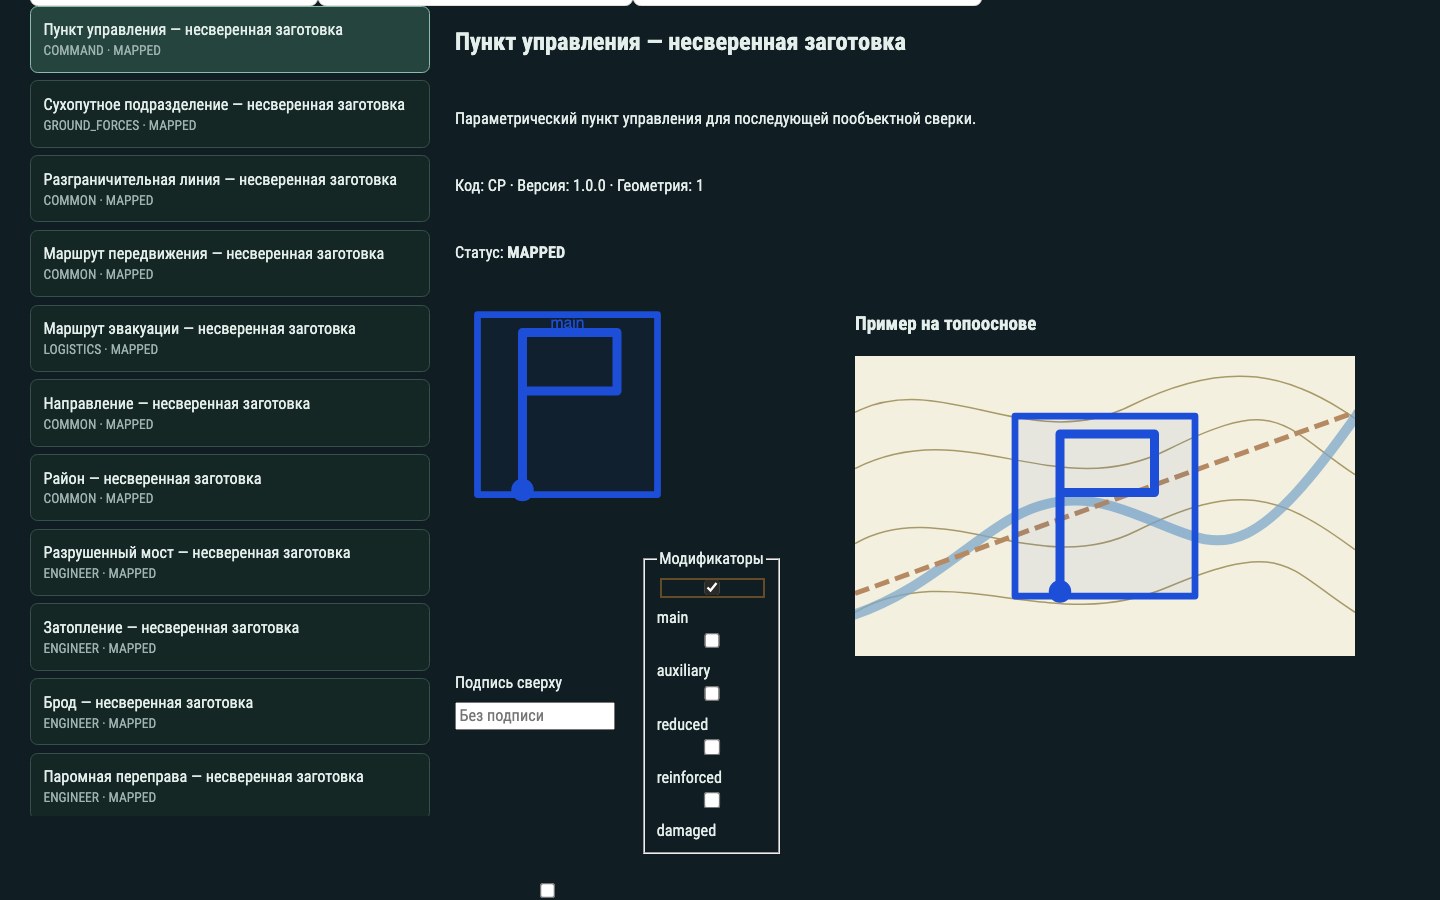 Пункт управления — несверенная заготовка
COMMAND · MAPPED
Сухопутное подразделение — несверенная заготовка
GROUND_FORCES · MAPPED
Разграничительная линия — несверенная заготовка
COMMON · MAPPED
Маршрут передвижения — несверенная заготовка
COMMON · MAPPED
Маршрут эвакуации — несверенная заготовка
LOGISTICS · MAPPED
Направление — несверенная заготовка
COMMON · MAPPED
Район — несверенная заготовка
COMMON · MAPPED
Разрушенный мост — несверенная заготовка
ENGINEER · MAPPED
Затопление — несверенная заготовка
ENGINEER · MAPPED
Брод — несверенная заготовка
ENGINEER · MAPPED
Паромная переправа — несверенная заготовка
ENGINEER · MAPPED
Пункт управления — несверенная заготовка
Параметрический пункт управления для последующей пообъектной сверки.
Код: CP · Версия: 1.0.0 · Геометрия: 1
Статус: MAPPED
main
Подпись сверху
Без подписи
Модификаторы
main
auxiliary
reduced
reinforced
damaged
Пример на топооснове